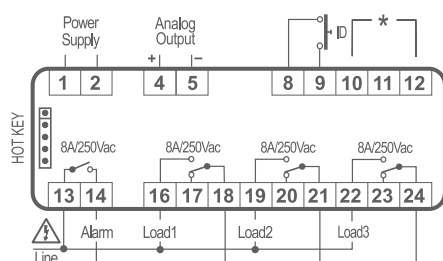 Power Supply
Analog Output
+ −
ID
*
1 2 4 5 8 9 10 11 12
HOT KEY
8A/250Vac 8A/250Vac 8A/250Vac 8A/250Vac
13 14 16 17 18 19 20 21 22 23 24
Alarm Load1 Load2 Load3
Line